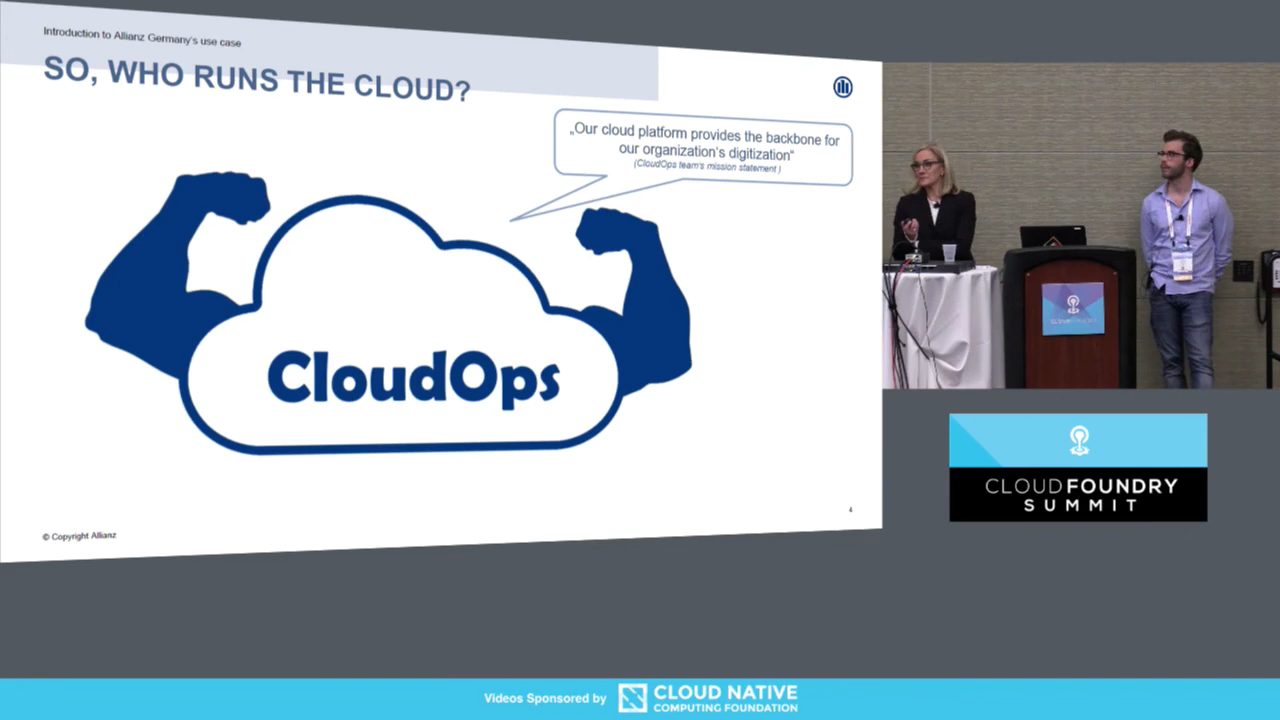 Introduction to Allianz Germany's use case
SO, WHO RUNS THE CLOUD?
„Our cloud platform provides the backbone for
our organization's digitization“
(CloudOps team's mission statement )
CloudOps
4
© Copyright Allianz
CLOUD FOUNDRY
CLOUDFOUNDRY
SUMMIT
Videos Sponsored by
CLOUD NATIVE
COMPUTING FOUNDATION